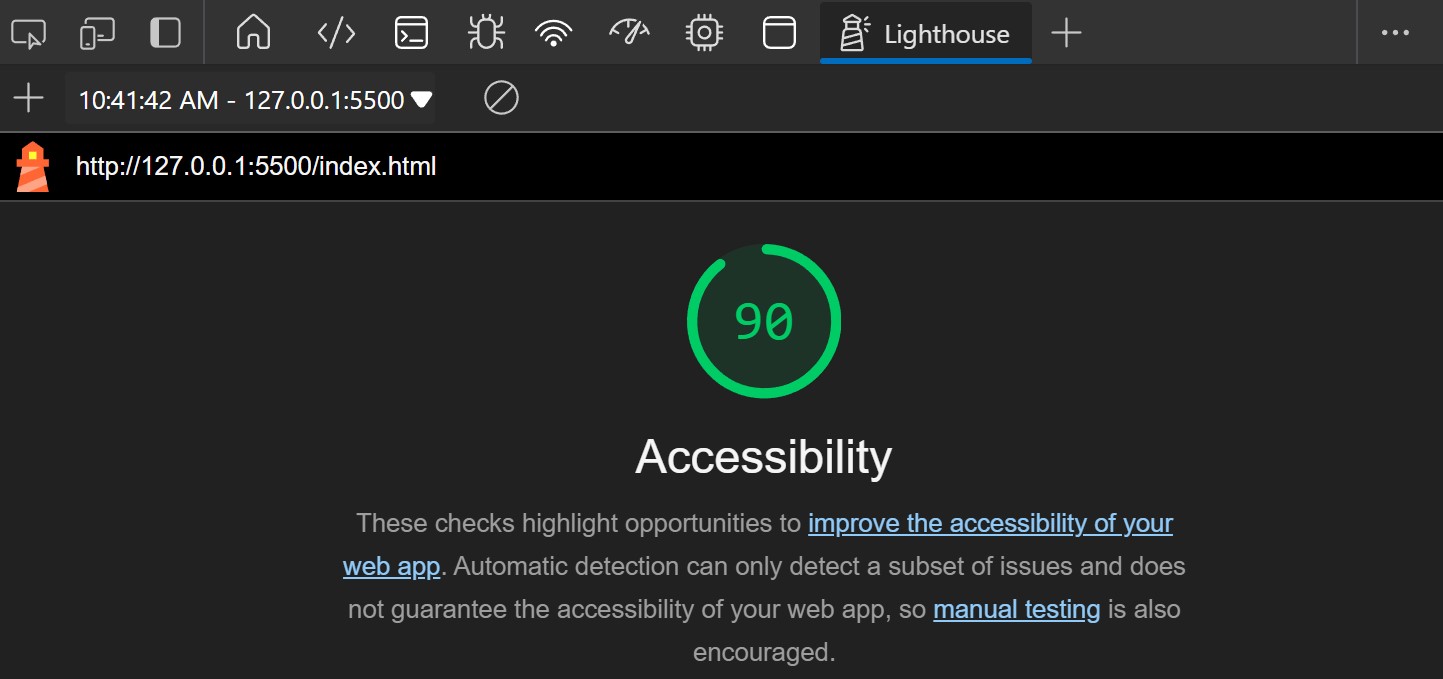 Lighthouse
10:41:42 AM - 127.0.0.1:5500
http://127.0.0.1:5500/index.html
90
Accessibility
These checks highlight opportunities to improve the accessibility of your
web app. Automatic detection can only detect a subset of issues and does
not guarantee the accessibility of your web app, so manual testing is also
encouraged.